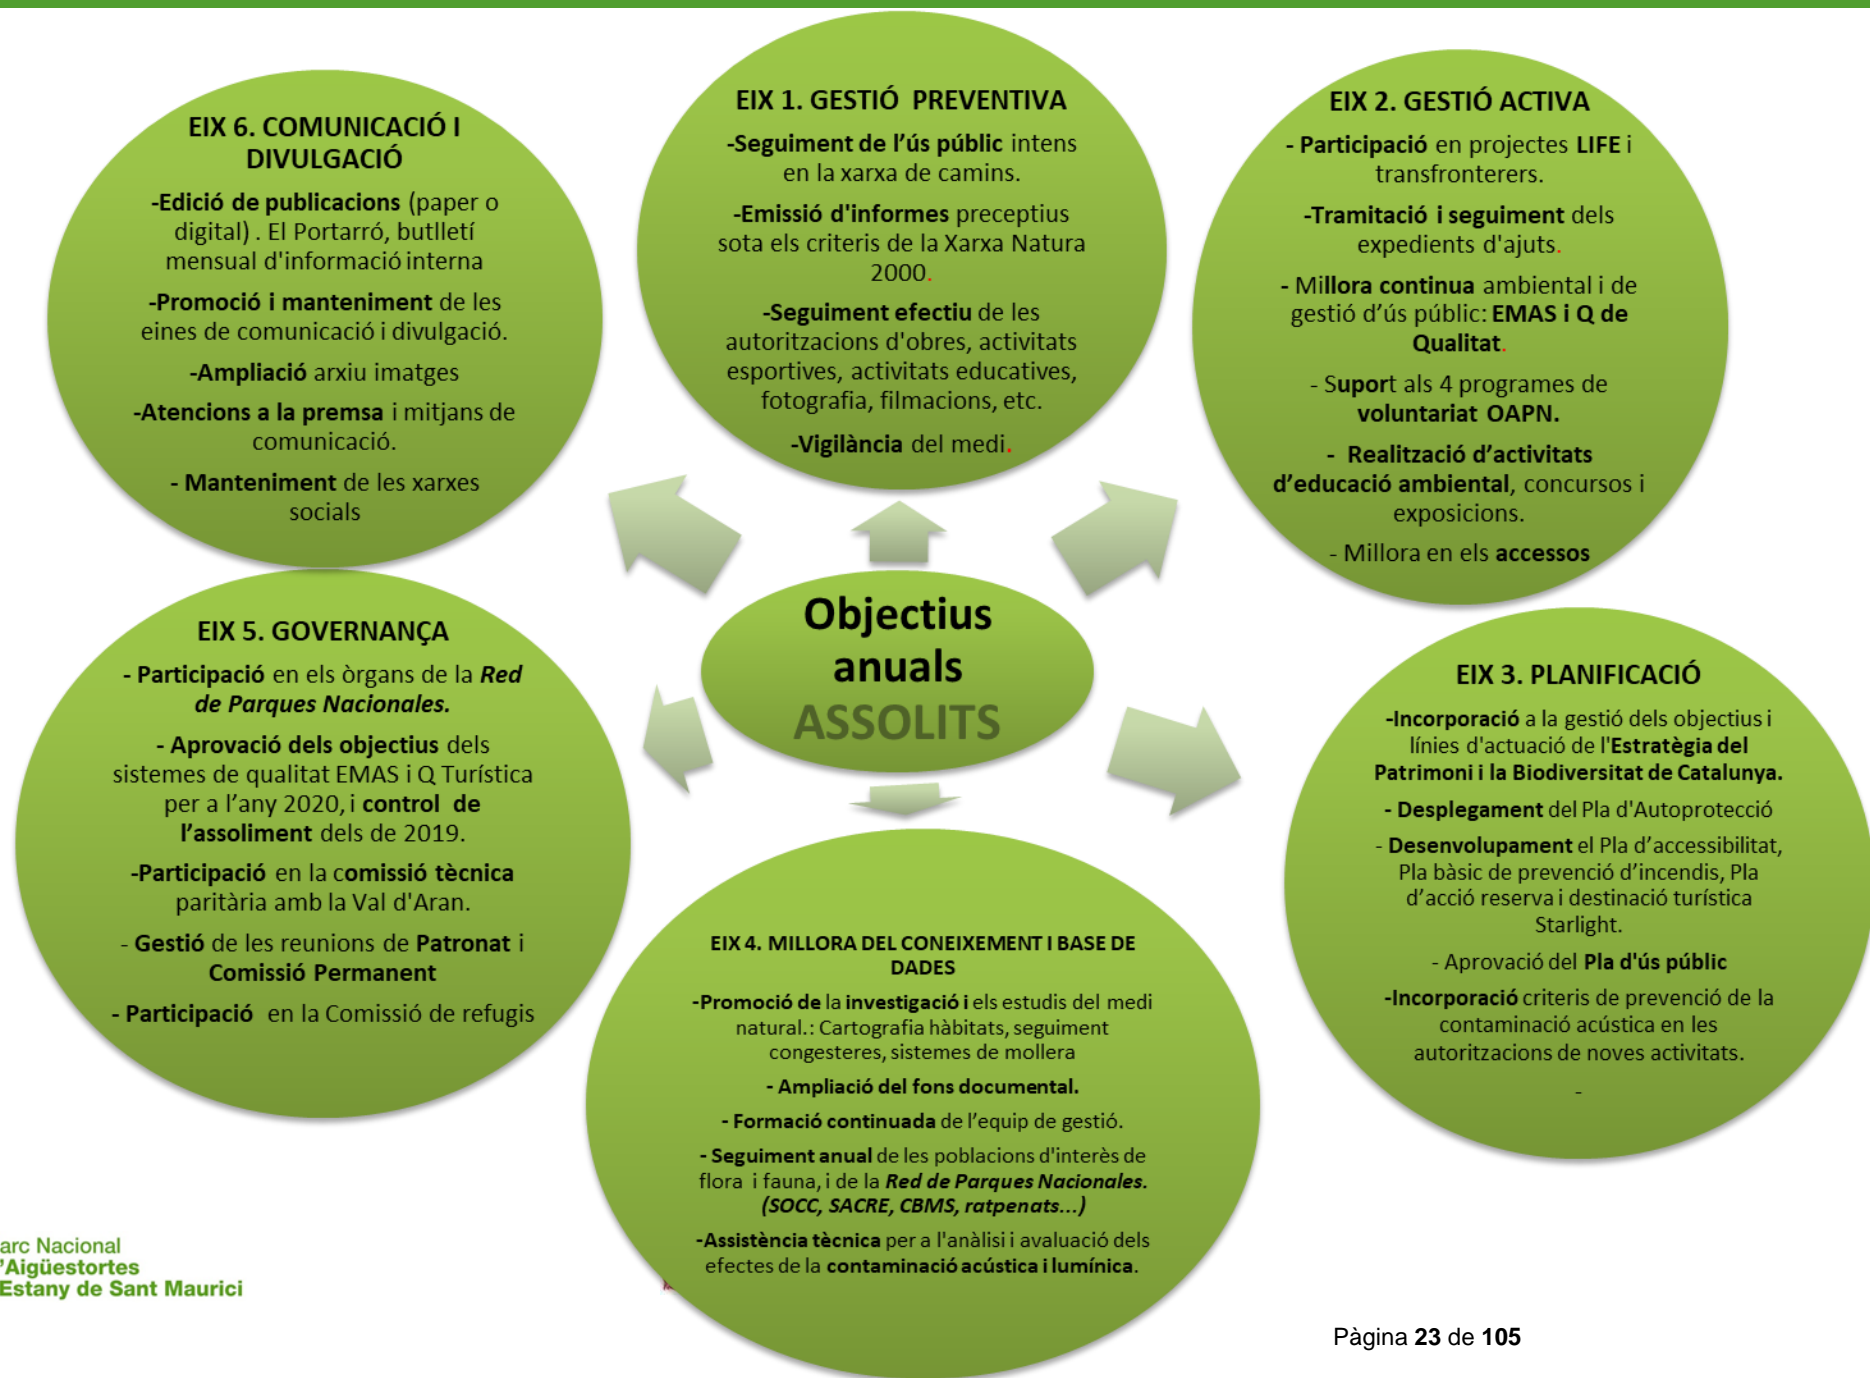 EIX 1. GESTIÓ PREVENTIVA
-Seguiment de l'ús públic intens
en la xarxa de camins.
-Emissió d'informes preceptius
sota els criteris de la Xarxa Natura
2000.
-Seguiment efectiu de les
autoritzacions d'obres, activitats
esportives, activitats educatives,
fotografia, filmacions, etc.
-Vigilància del medi.
EIX 2. GESTIÓ ACTIVA
- Participació en projectes LIFE i
transfronterers.
-Tramitació i seguiment dels
expedients d'ajuts.
- Millora continua ambiental i de
gestió d'ús públic: EMAS i Q de
Qualitat.
- Suport als 4 programes de
voluntariat OAPN.
- Realització d'activitats
d'educació ambiental, concursos i
exposicions.
- Millora en els accessos
EIX 3. PLANIFICACIÓ
-Incorporació a la gestió dels objectius i
línies d'actuació de l'Estratègia del
Patrimoni i la Biodiversitat de Catalunya.
- Desplegament del Pla d'Autoprotecció
- Desenvolupament el Pla d'accessibilitat,
Pla bàsic de prevenció d'incendis, Pla
d'acció reserva i destinació turística
Starlight.
- Aprovació del Pla d'ús públic
-Incorporació criteris de prevenció de la
contaminació acústica en les
autoritzacions de noves activitats.
-
EIX 4. MILLORA DEL CONEIXEMENT I BASE DE
DADES
-Promoció de la investigació i els estudis del medi
natural.: Cartografia hàbitats, seguiment
congesteres, sistemes de mollera
- Ampliació del fons documental.
- Formació continuada de l'equip de gestió.
- Seguiment anual de les poblacions d'interès de
flora i fauna, i de la Red de Parques Nacionales.
(SOCC, SACRE, CBMS, ratpenats...)
-Assistència tècnica per a l'anàlisi i avaluació dels
efectes de la contaminació acústica i lumínica.
EIX 5. GOVERNANÇA
- Participació en els òrgans de la Red
de Parques Nacionales.
- Aprovació dels objectius dels
sistemes de qualitat EMAS i Q Turística
per a l'any 2020, i control de
l'assoliment dels de 2019.
-Participació en la comissió tècnica
paritària amb la Val d'Aran.
- Gestió de les reunions de Patronat i
Comissió Permanent
- Participació en la Comissió de refugis
EIX 6. COMUNICACIÓ I
DIVULGACIÓ
-Edició de publicacions (paper o
digital) . El Portarró, butlletí
mensual d'informació interna
-Promoció i manteniment de les
eines de comunicació i divulgació.
-Ampliació arxiu imatges
-Atencions a la premsa i mitjans de
comunicació.
- Manteniment de les xarxes
socials
Objectius
anuals
ASSOLITS
arc Nacional
'Aigüestortes
Estany de Sant Maurici
Pàgina 23 de 105